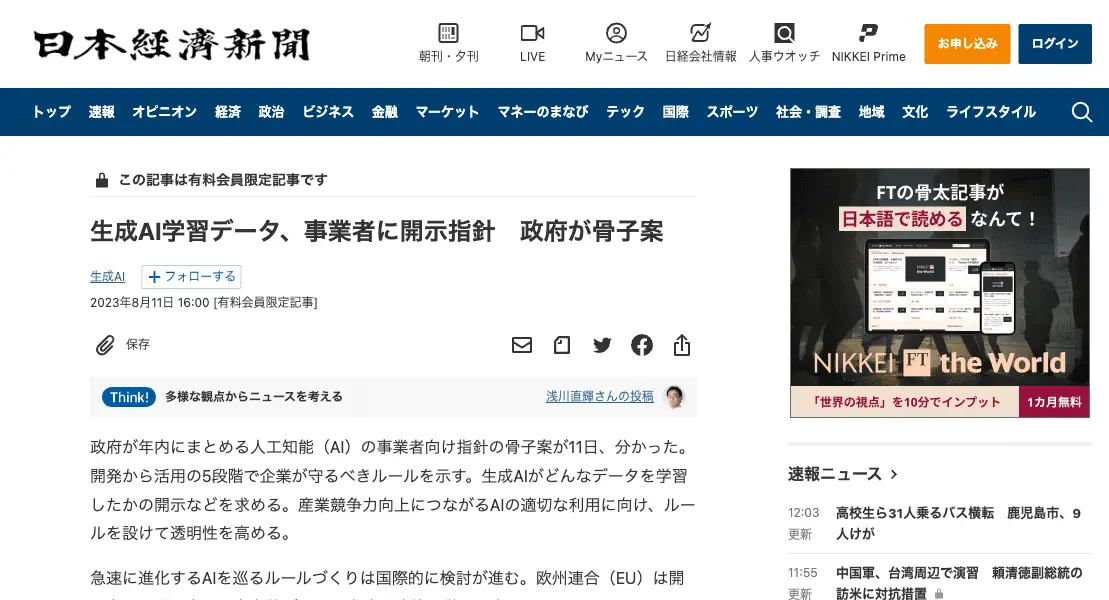 日本経済新聞
朝刊・夕刊
LIVE
Myニュース
日経会社情報
人事ウオッチ
NIKKEI Prime
お申し込み
ログイン
トップ 速報 オピニオン 経済 政治 ビジネス 金融 マーケット マネーのまなび テック 国際 スポーツ 社会・調査 地域 文化 ライフスタイル
この記事は有料会員限定記事です
生成AI学習データ、事業者に開示指針　政府が骨子案
生成AI
フォローする
2023年8月11日 16:00 [有料会員限定記事]
保存
Think! 多様な観点からニュースを考える
浅川直輝さんの投稿
政府が年内にまとめる人工知能（AI）の事業者向け指針の骨子案が11日、分かった。
開発から活用の5段階で企業が守るべきルールを示す。生成AIがどんなデータを学習
したかの開示などを求める。産業競争力向上につながるAIの適切な利用に向け、ルー
ルを設けて透明性を高める。
急速に進化するAIを巡るルールづくりは国際的に検討が進む。欧州連合（EU）は開
FTの骨太記事が
日本語で読める なんて！
NIKKEI FT the World
「世界の視点」を10分でインプット
1カ月無料
速報ニュース
12:03
更新
高校生ら31人乗るバス横転　鹿児島市、9
人けが
11:55
更新
中国軍、台湾周辺で演習　頼清徳副総統の
訪米に対抗措置